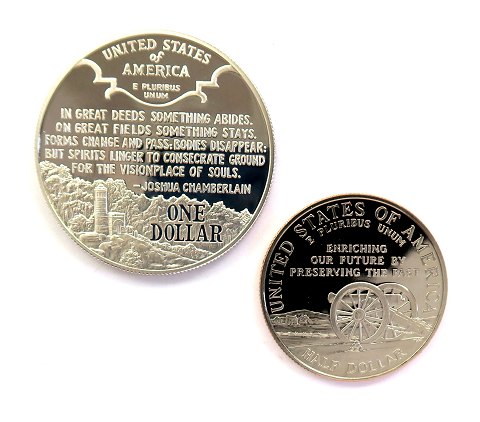 UNITED STATES
of
AMERICA
E PLURIBUS
UNUM
IN GREAT DEEDS SOMETHING ABIDES.
ON GREAT FIELDS SOMETHING STAYS.
FORMS CHANGE AND PASS: BODIES DISAPPEAR:
BUT SPIRITS LINGER TO CONSECRATE GROUND
FOR THE VISIONPLACE OF SOULS.
-JOSHUA CHAMBERLAIN
ONE
DOLLAR
UNITED STATES OF AMERICA
E PLURIBUS UNUM
ENRICHING
OUR FUTURE BY
PRESERVING THE PAST
HALF DOLLAR